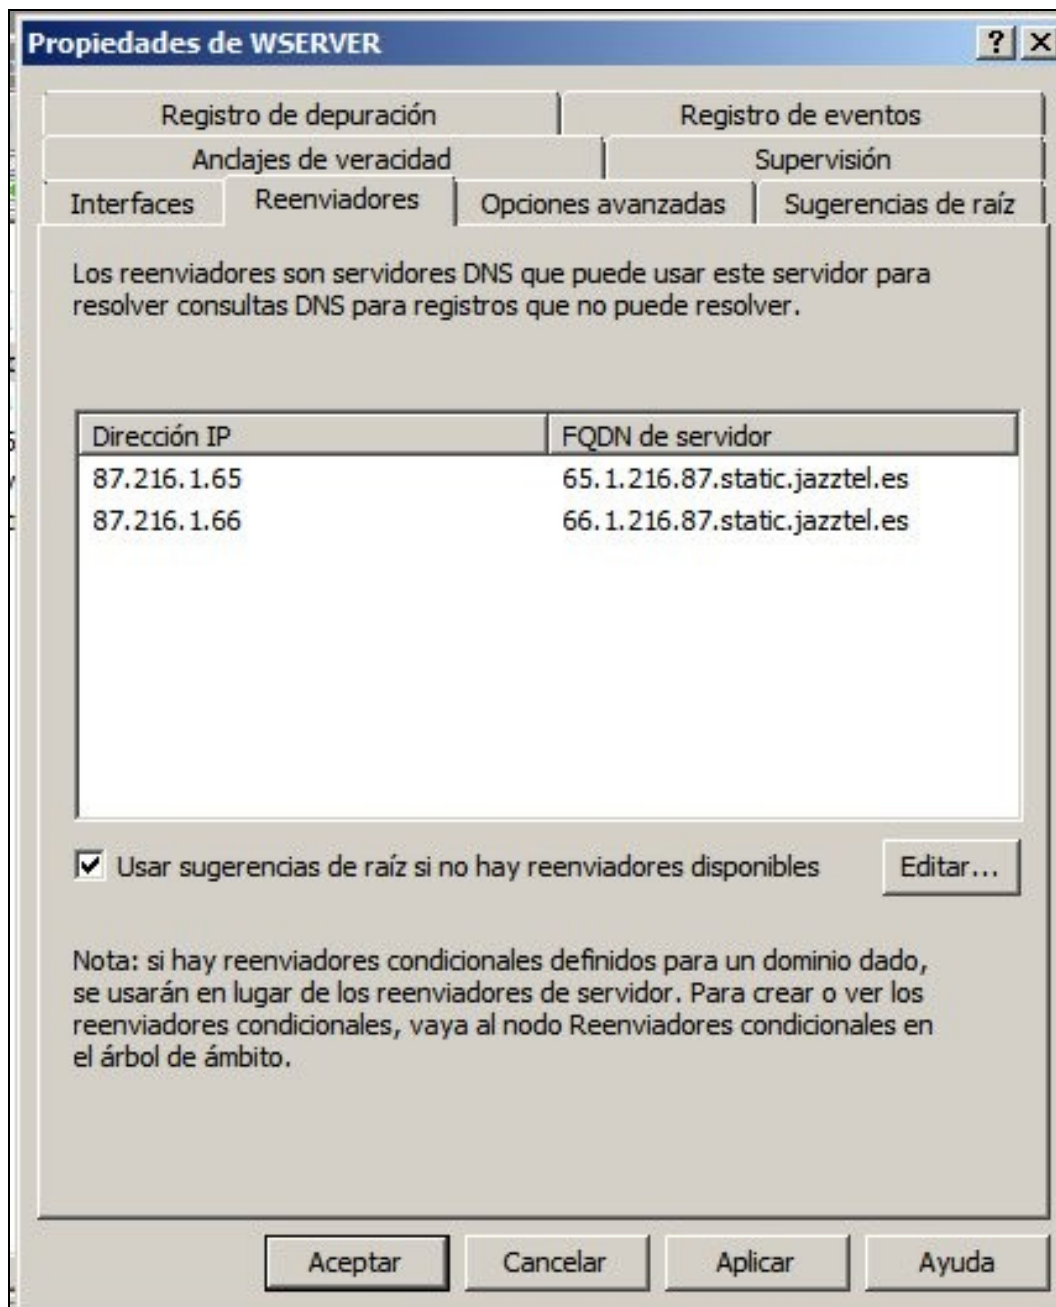 Propiedades de WSERVER
Registro de depuración
Registro de eventos
Anclajes de veracidad
Supervisión
Interfaces
Reenviadores
Opciones avanzadas
Sugerencias de raíz
Los reenviadores son servidores DNS que puede usar este servidor para
resolver consultas DNS para registros que no puede resolver.
Dirección IP
FQDN de servidor
87.216.1.65
65.1.216.87.static.jazztel.es
87.216.1.66
66.1.216.87.static.jazztel.es
Usar sugerencias de raíz si no hay reenviadores disponibles
Editar...
Nota: si hay reenviadores condicionales definidos para un dominio dado,
se usarán en lugar de los reenviadores de servidor. Para crear o ver los
reenviadores condicionales, vaya al nodo Reenviadores condicionales en
el árbol de ámbito.
Aceptar
Cancelar
Aplicar
Ayuda